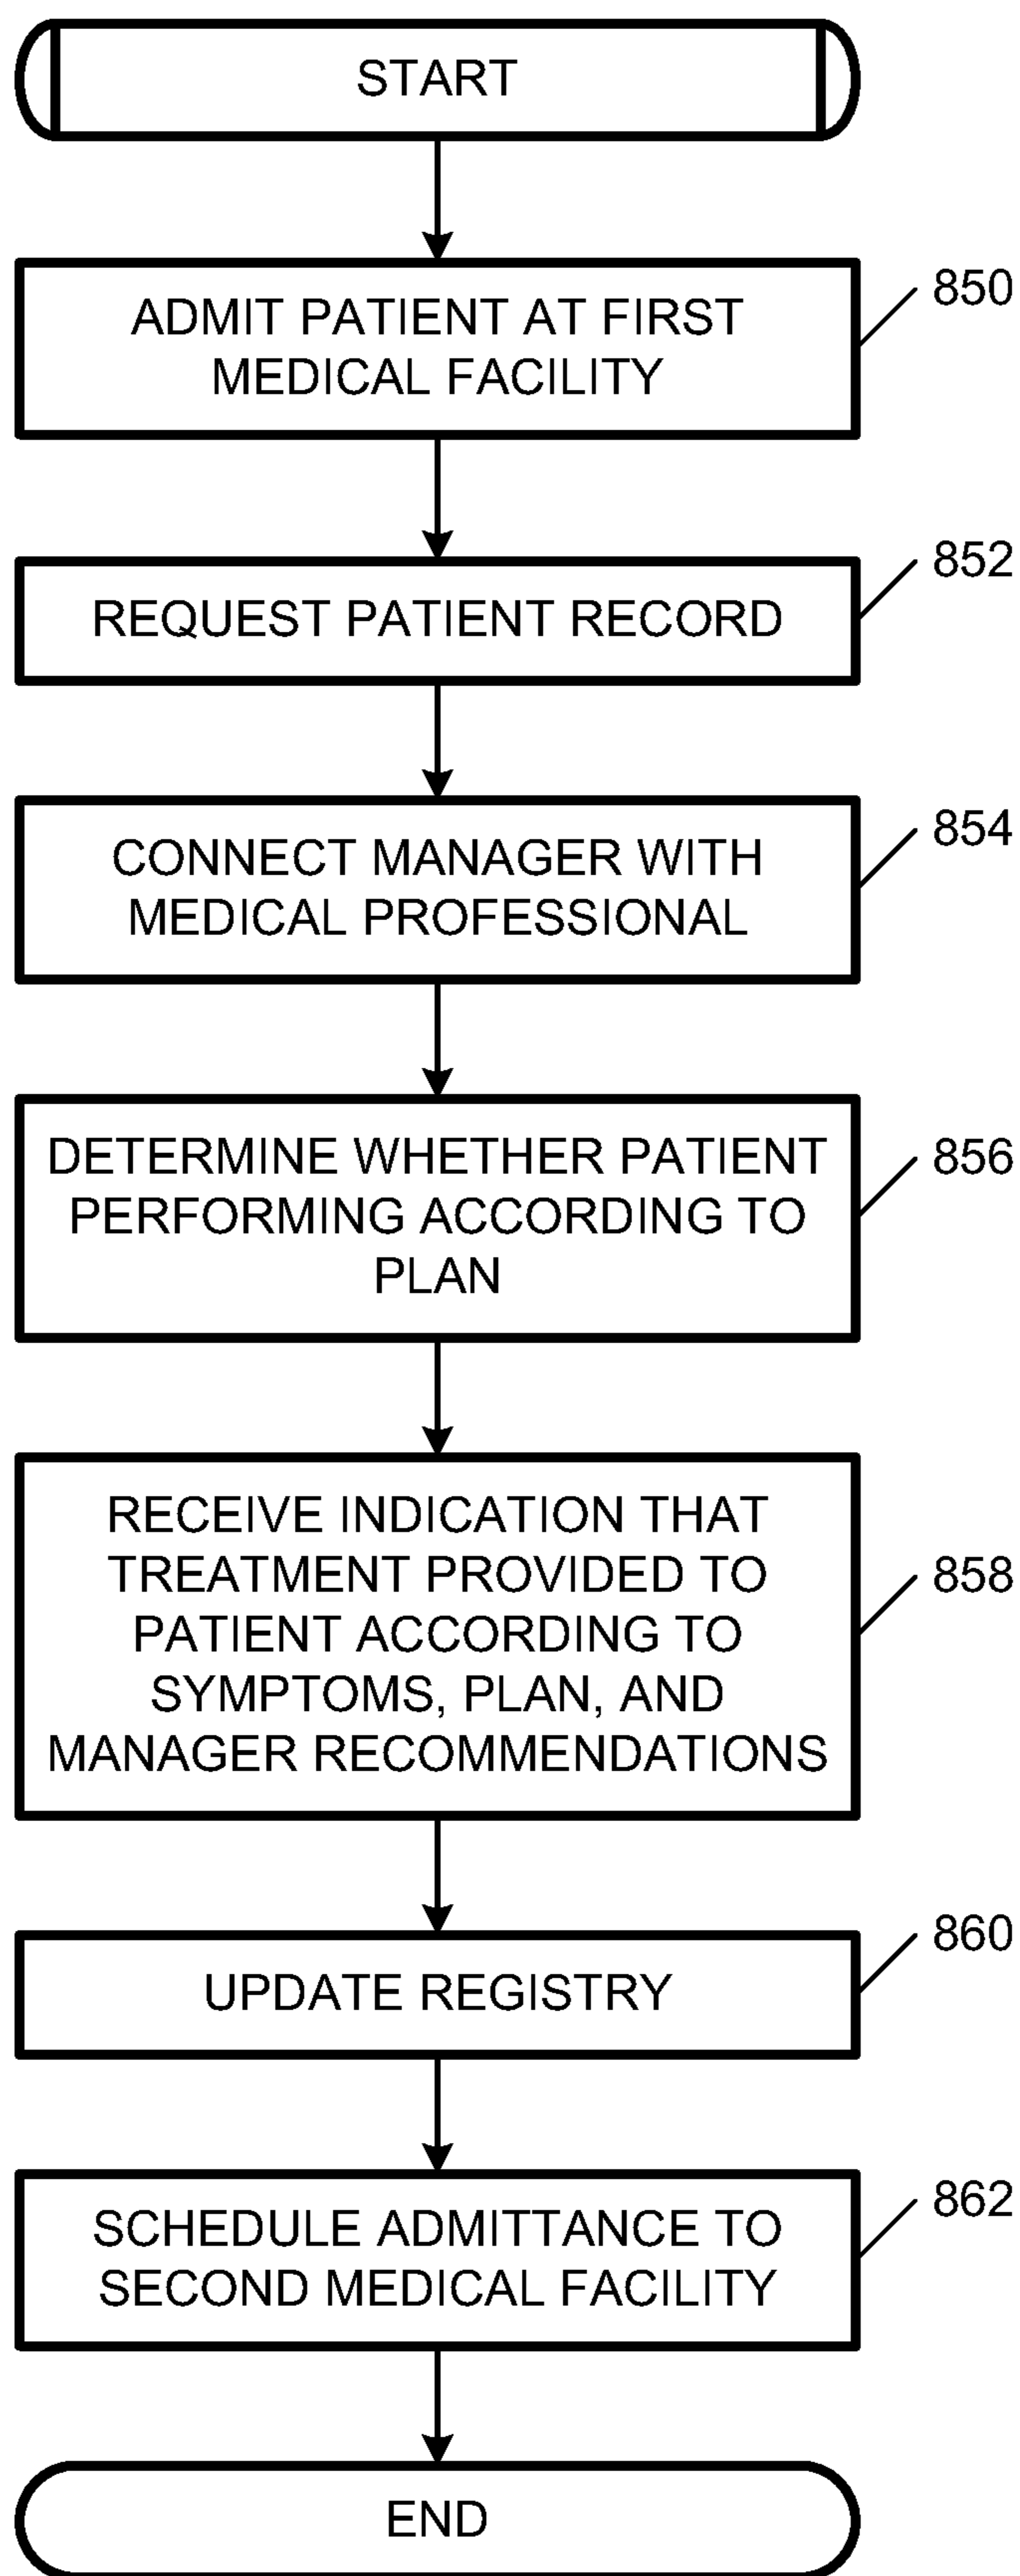 START
ADMIT PATIENT AT FIRST
MEDICAL FACILITY
850
REQUEST PATIENT RECORD
852
CONNECT MANAGER WITH
MEDICAL PROFESSIONAL
854
DETERMINE WHETHER PATIENT
PERFORMING ACCORDING TO
PLAN
856
RECEIVE INDICATION THAT
TREATMENT PROVIDED TO
PATIENT ACCORDING TO
SYMPTOMS, PLAN, AND
MANAGER RECOMMENDATIONS
858
UPDATE REGISTRY
860
SCHEDULE ADMITTANCE TO
SECOND MEDICAL FACILITY
862
END